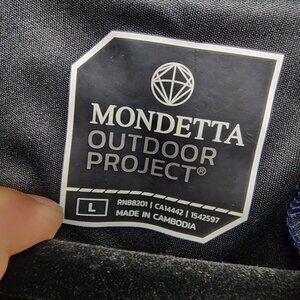 MONDETTA
OUTDOOR
PROJECT®
L
RN88201 | CA14442 | 1542597
MADE IN CAMBODIA